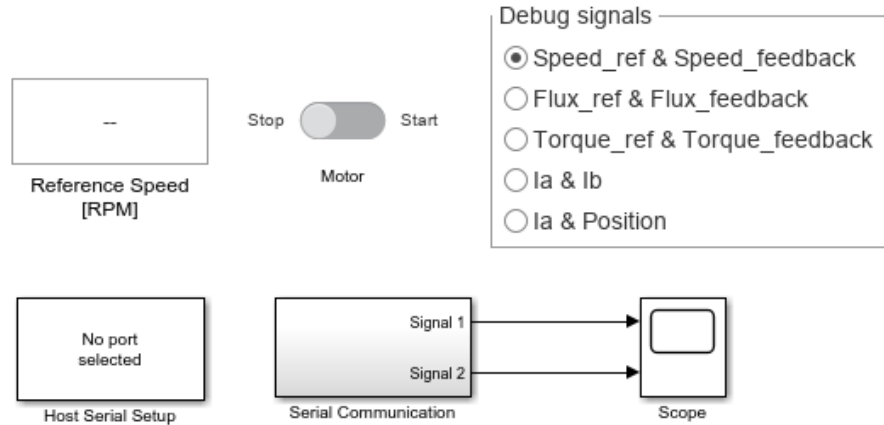 Debug signals
Speed_ref & Speed_feedback
Flux_ref & Flux_feedback
Torque_ref & Torque_feedback
Ia & Ib
Ia & Position
--
Reference Speed
[RPM]
Stop
Start
Motor
No port
selected
Host Serial Setup
Signal 1
Signal 2
Serial Communication
Scope